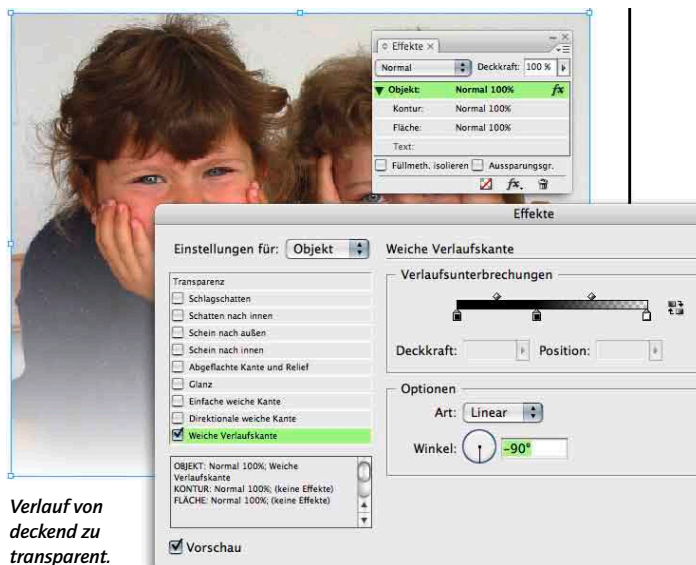 Effekte ×
Normal Deckkraft: 100 %
Objekt: Normal 100% fx
Kontur: Normal 100%
Fläche: Normal 100%
Text:
Füllmeth. isolieren Aussparungsgr.
fx.
Effekte
Einstellungen für: Objekt
Transparenz
Schlagschatten
Schatten nach innen
Schein nach außen
Schein nach innen
Abgeflachte Kante und Relief
Glanz
Einfache weiche Kante
Direktionale weiche Kante
Weiche Verlaufskante
OBJEKT: Normal 100%; Weiche
Verlaufskante
KONTUR: Normal 100%; (keine Effekte)
FLÄCHE: Normal 100%; (keine Effekte)
Vorschau
Weiche Verlaufskante
Verlaufsunterbrechungen
Deckkraft: Position:
Optionen
Art: Linear
Winkel: -90°
Verlauf von
deckend zu
transparent.